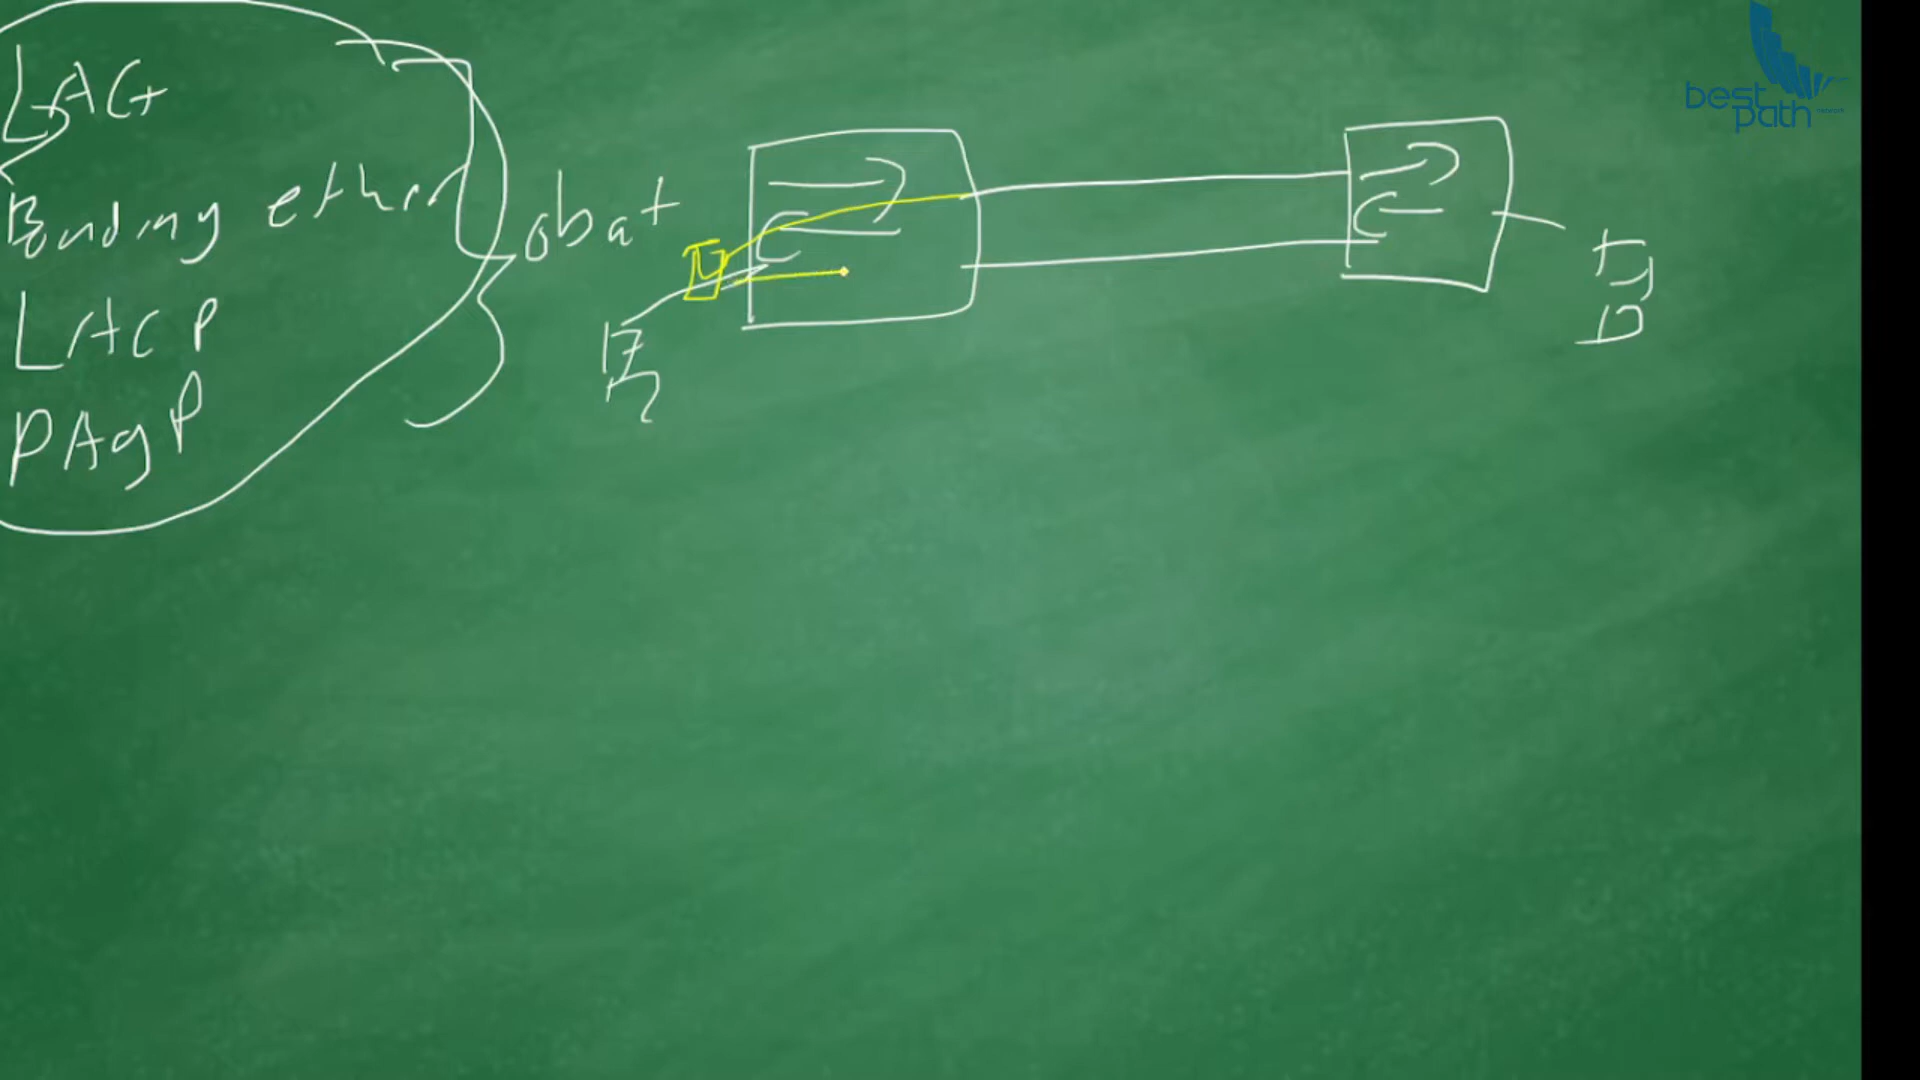 LAG
Bonding ether
obat
LACP
PAgP
best
path